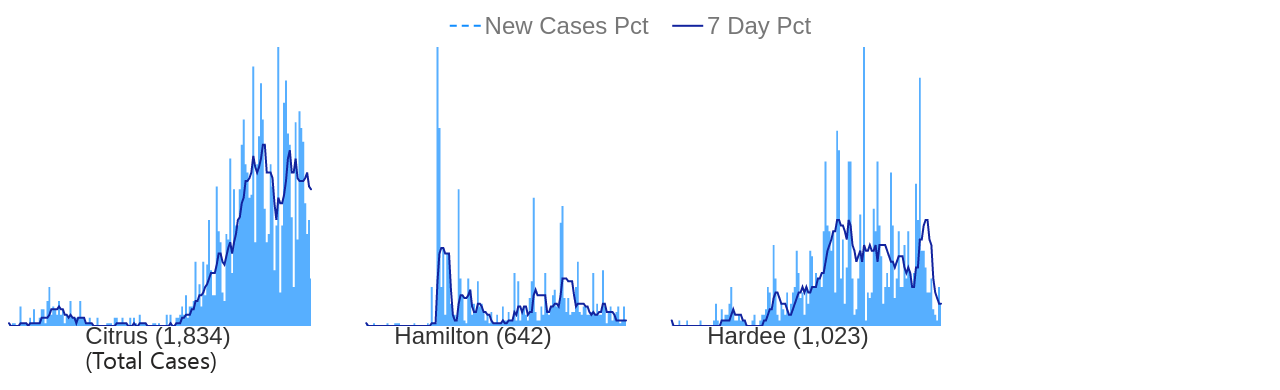 New Cases Pct 7 Day Pct
Citrus (1,834) Hamilton (642) Hardee (1,023)
(Total Cases)